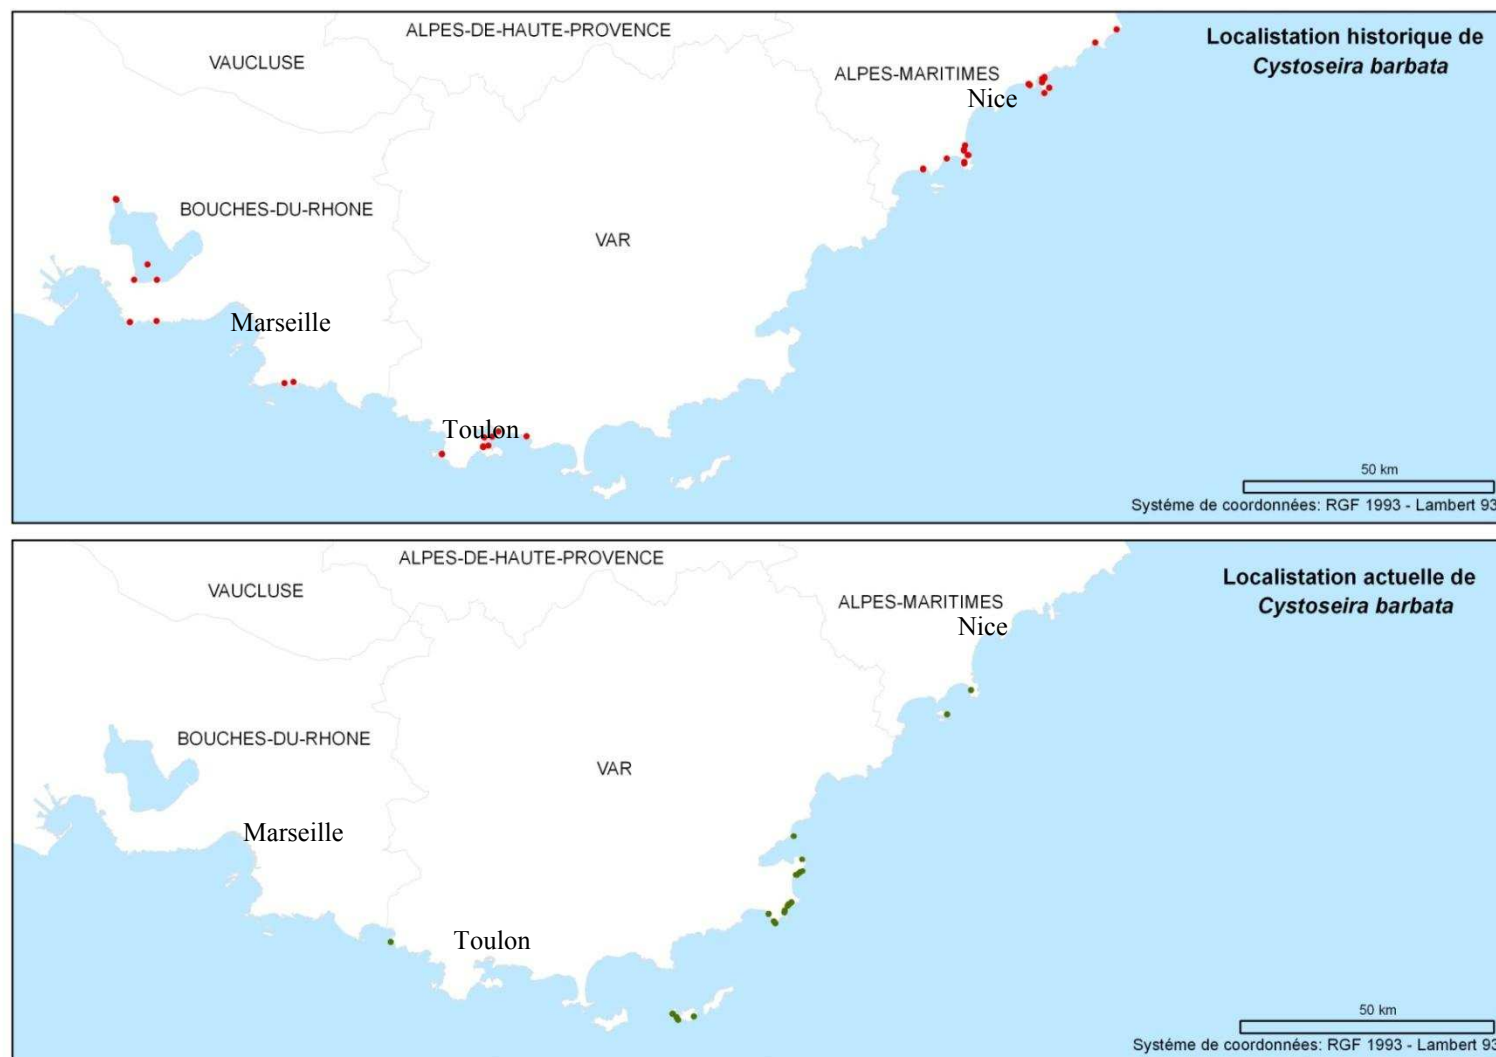 ALPES-DE-HAUTE-PROVENCE
Localistation historique de
Cystoseira barbata
VAUCLUSE
ALPES-MARITIMES
Nice
BOUCHES-DU-RHONE
VAR
Marseille
Toulon
50 km
Systéme de coordonnées: RGF 1993 - Lambert 93
ALPES-DE-HAUTE-PROVENCE
Localistation actuelle de
Cystoseira barbata
VAUCLUSE
ALPES-MARITIMES
Nice
BOUCHES-DU-RHONE
VAR
Marseille
Toulon
50 km
Systéme de coordonnées: RGF 1993 - Lambert 93